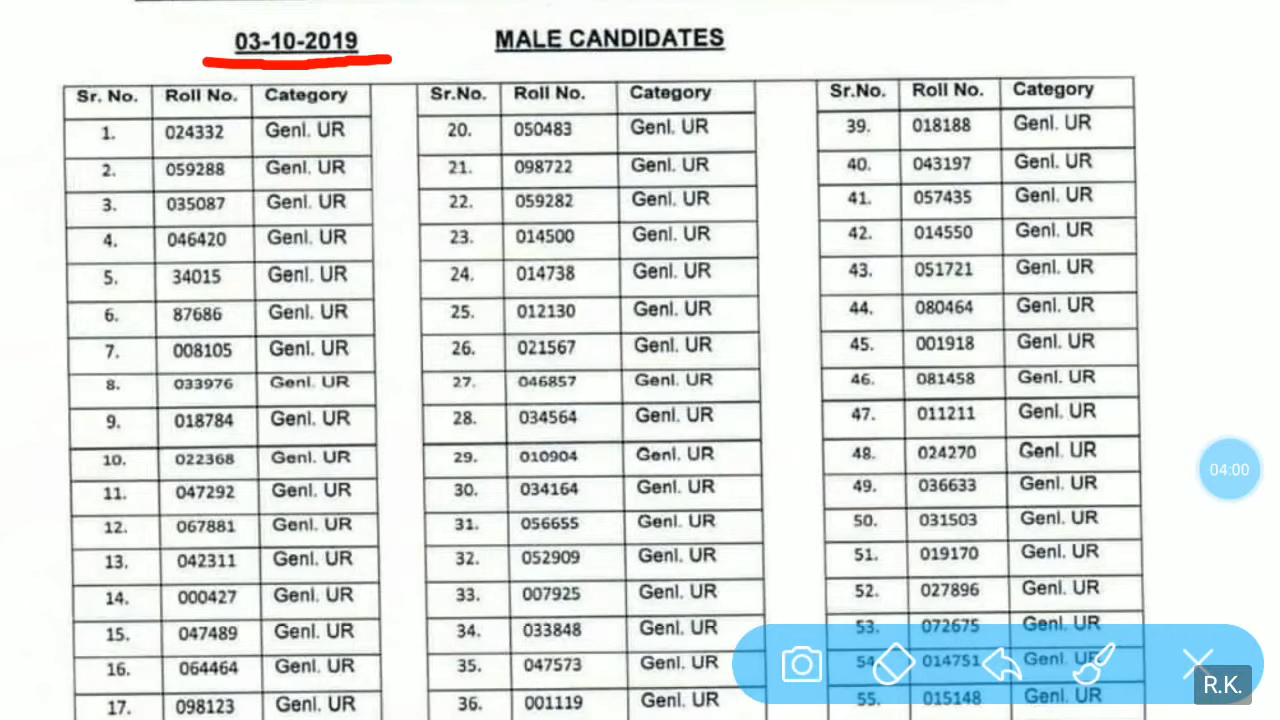 03-10-2019 MALE CANDIDATES
Sr. No. Roll No. Category Sr.No. Roll No. Category Sr.No. Roll No. Category
1. 024332 Genl. UR 20. 050483 Genl. UR 39. 018188 Genl. UR
2. 059288 Genl. UR 21. 098722 Genl. UR 40. 043197 Genl. UR
3. 035087 Genl. UR 22. 059282 Genl. UR 41. 057435 Genl. UR
4. 046420 Genl. UR 23. 014500 Genl. UR 42. 014550 Genl. UR
5. 34015 Genl. UR 24. 014738 Genl. UR 43. 051721 Genl. UR
6. 87686 Genl. UR 25. 012130 Genl. UR 44. 080464 Genl. UR
7. 008105 Genl. UR 26. 021567 Genl. UR 45. 001918 Genl. UR
8. 033976 Genl. UR 27. 046857 Genl. UR 46. 081458 Genl. UR
9. 018784 Genl. UR 28. 034564 Genl. UR 47. 011211 Genl. UR
10. 022368 Genl. UR 29. 010904 Genl. UR 48. 024270 Genl. UR
11. 047292 Genl. UR 30. 034164 Genl. UR 49. 036633 Genl. UR
12. 067881 Genl. UR 31. 056655 Genl. UR 50. 031503 Genl. UR
13. 042311 Genl. UR 32. 052909 Genl. UR 51. 019170 Genl. UR
14. 000427 Genl. UR 33. 007925 Genl. UR 52. 027896 Genl. UR
15. 047489 Genl. UR 34. 033848 Genl. UR 53. 072675 Genl. UR
16. 064464 Genl. UR 35. 047573 Genl. UR 54. 014751 Genl. UR
17. 098123 Genl. UR 36. 001119 Genl. UR 55. 015148 Genl. UR
04:00
R.K.